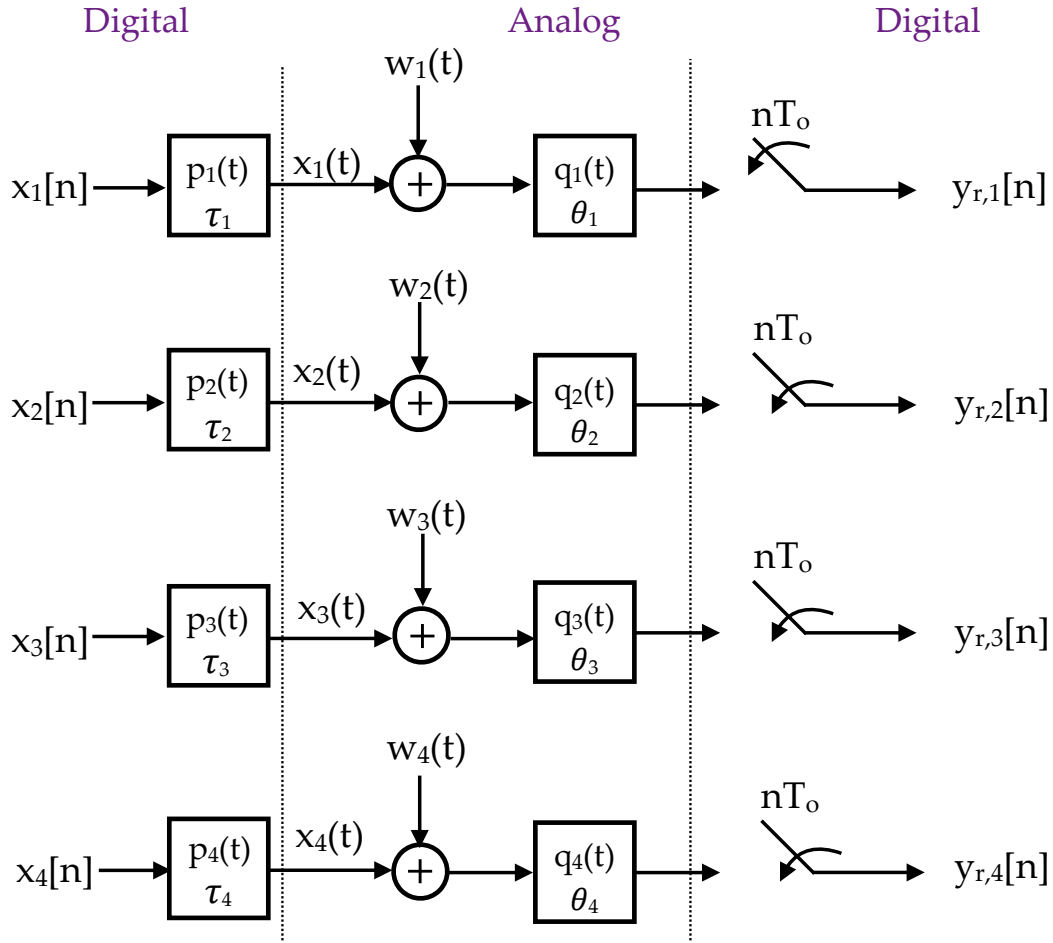 Digital Analog Digital
w₁(t)
nTₒ
x₁[n] p₁(t) x₁(t) + q₁(t) yᵣ,₁[n]
τ₁ θ₁
w₂(t)
nTₒ
x₂[n] p₂(t) x₂(t) + q₂(t) yᵣ,₂[n]
τ₂ θ₂
w₃(t)
nTₒ
x₃[n] p₃(t) x₃(t) + q₃(t) yᵣ,₃[n]
τ₃ θ₃
w₄(t)
nTₒ
x₄[n] p₄(t) x₄(t) + q₄(t) yᵣ,₄[n]
τ₄ θ₄